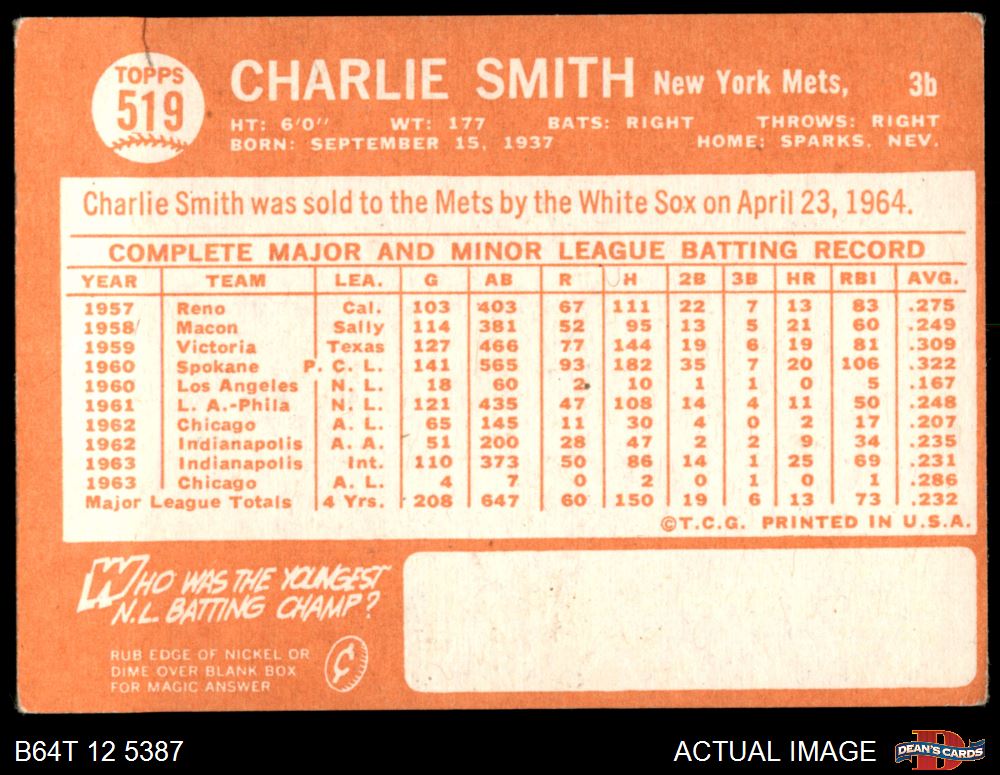 TOPPS
519
CHARLIE SMITH New York Mets, 3b
HT: 6'0" WT: 177 BATS: RIGHT THROWS: RIGHT
BORN: SEPTEMBER 15, 1937 HOME: SPARKS. NEV.
Charlie Smith was sold to the Mets by the White Sox on April 23, 1964.
COMPLETE MAJOR AND MINOR LEAGUE BATTING RECORD
YEAR TEAM LEA. G AB R H 2B 3B HR RBI AVG.
1957 Reno Cal. 103 403 67 111 22 7 13 83 .275
1958 Macon Sally 114 381 52 95 13 5 21 60 .249
1959 Victoria Texas 127 466 77 144 19 6 19 81 .309
1960 Spokane P. C. L. 141 565 93 182 35 7 20 106 .322
1960 Los Angeles N. L. 18 60 2 10 1 1 0 5 .167
1961 L. A.-Phila N. L. 121 435 47 108 14 4 11 50 .248
1962 Chicago A. L. 65 145 11 30 4 0 2 17 .207
1962 Indianapolis A. A. 51 200 28 47 2 2 9 34 .235
1963 Indianapolis Int. 110 373 50 86 14 1 25 69 .231
1963 Chicago A. L. 4 7 0 2 0 1 0 1 .286
Major League Totals 4 Yrs. 208 647 60 150 19 6 13 73 .232
©T.C.G. PRINTED IN U.S.A.
WHO WAS THE YOUNGEST
N.L. BATTING CHAMP?
RUB EDGE OF NICKEL OR
DIME OVER BLANK BOX
FOR MAGIC ANSWER
B64T 12 5387 ACTUAL IMAGE DEAN'S CARDS